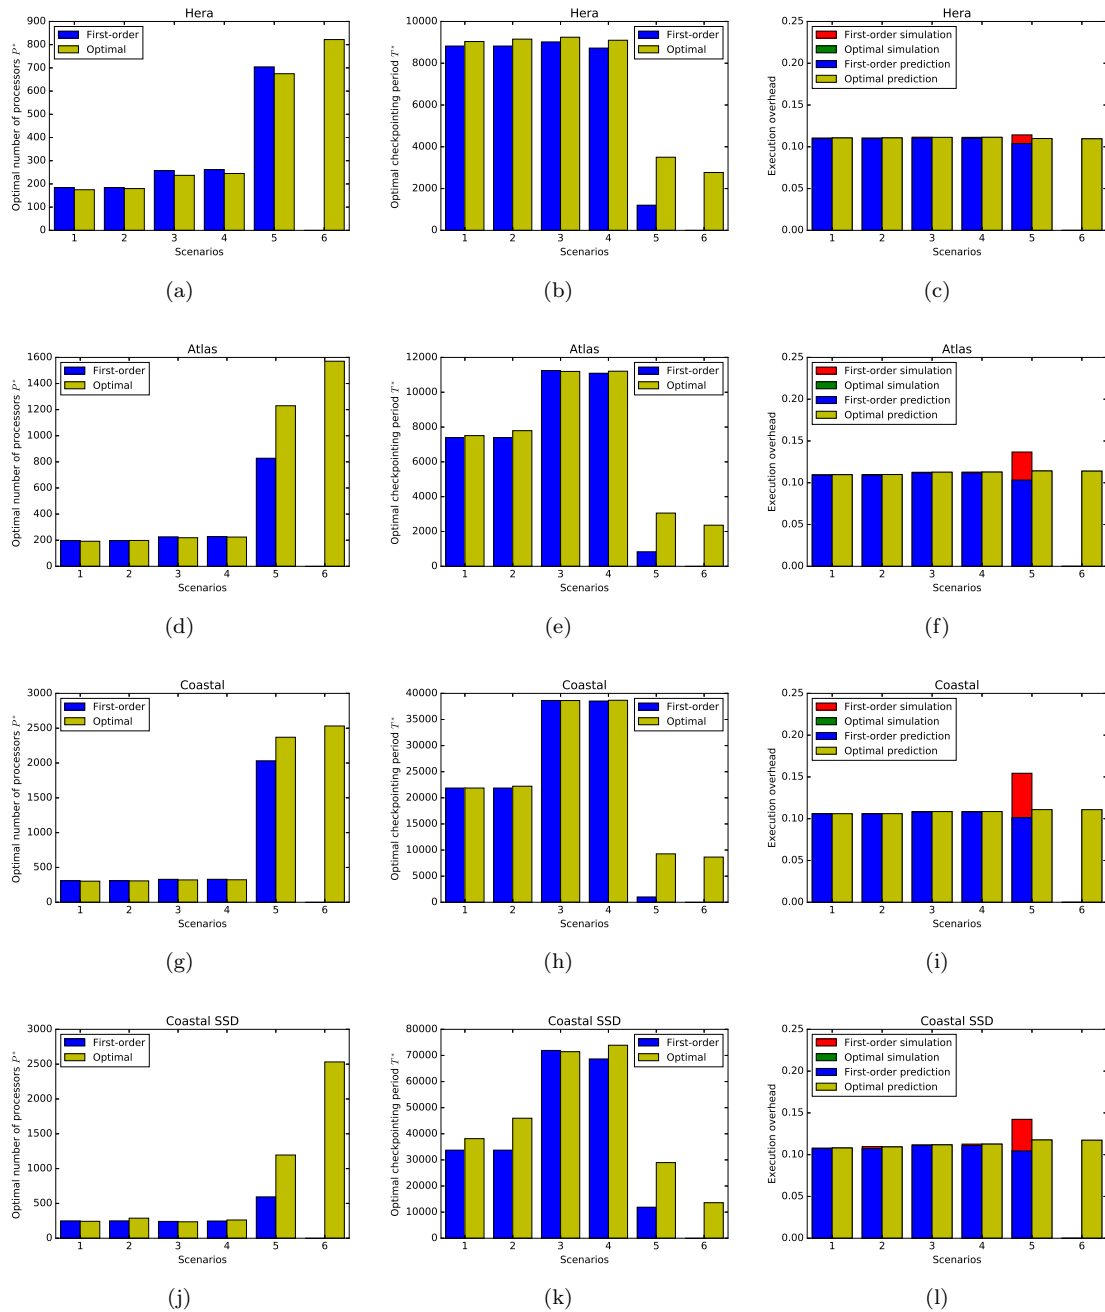 Hera
Optimal number of processors P*
900
800
700
600
500
400
300
200
100
0
First-order
Optimal
1 2 3 4 5 6
Scenarios
(a)
Hera
Optimal checkpointing period T*
10000
8000
6000
4000
2000
0
First-order
Optimal
1 2 3 4 5 6
Scenarios
(b)
Hera
Execution overhead
0.25
0.20
0.15
0.10
0.05
0.00
First-order simulation
Optimal simulation
First-order prediction
Optimal prediction
1 2 3 4 5 6
Scenarios
(c)
Atlas
Optimal number of processors P*
1600
1400
1200
1000
800
600
400
200
0
First-order
Optimal
1 2 3 4 5 6
Scenarios
(d)
Atlas
Optimal checkpointing period T*
12000
10000
8000
6000
4000
2000
0
First-order
Optimal
1 2 3 4 5 6
Scenarios
(e)
Atlas
Execution overhead
0.25
0.20
0.15
0.10
0.05
0.00
First-order simulation
Optimal simulation
First-order prediction
Optimal prediction
1 2 3 4 5 6
Scenarios
(f)
Coastal
Optimal number of processors P*
3000
2500
2000
1500
1000
500
0
First-order
Optimal
1 2 3 4 5 6
Scenarios
(g)
Coastal
Optimal checkpointing period T*
40000
35000
30000
25000
20000
15000
10000
5000
0
First-order
Optimal
1 2 3 4 5 6
Scenarios
(h)
Coastal
Execution overhead
0.25
0.20
0.15
0.10
0.05
0.00
First-order simulation
Optimal simulation
First-order prediction
Optimal prediction
1 2 3 4 5 6
Scenarios
(i)
Coastal SSD
Optimal number of processors P*
3000
2500
2000
1500
1000
500
0
First-order
Optimal
1 2 3 4 5 6
Scenarios
(j)
Coastal SSD
Optimal checkpointing period T*
80000
70000
60000
50000
40000
30000
20000
10000
0
First-order
Optimal
1 2 3 4 5 6
Scenarios
(k)
Coastal SSD
Execution overhead
0.25
0.20
0.15
0.10
0.05
0.00
First-order simulation
Optimal simulation
First-order prediction
Optimal prediction
1 2 3 4 5 6
Scenarios
(l)